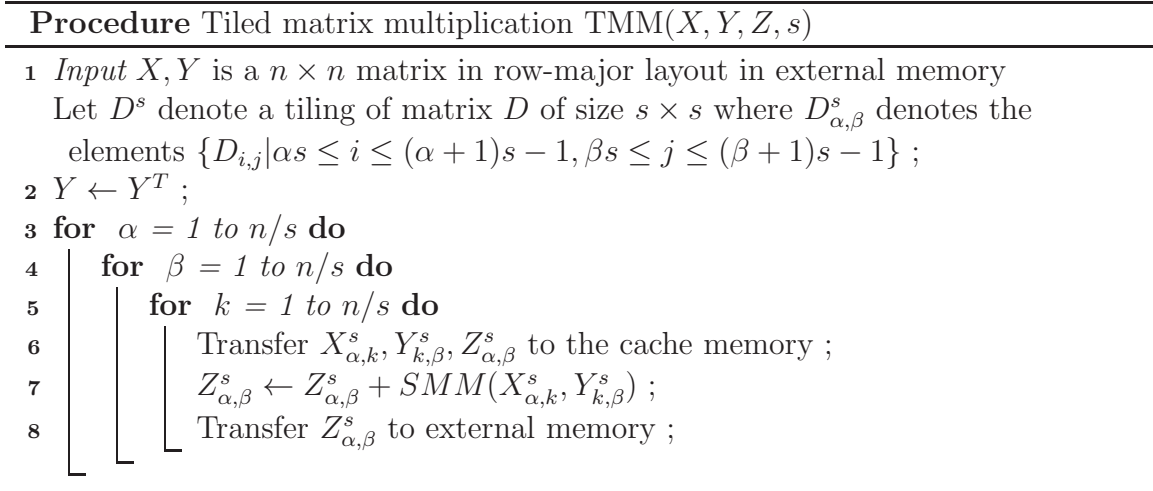 Procedure Tiled matrix multiplication TMM(X, Y, Z, s)
1 Input X, Y is a n × n matrix in row-major layout in external memory
Let D^s denote a tiling of matrix D of size s × s where D^s_{α,β} denotes the
elements {D_{i,j}|αs ≤ i ≤ (α + 1)s − 1, βs ≤ j ≤ (β + 1)s − 1} ;
2 Y ← Y^T ;
3 for α = 1 to n/s do
4 for β = 1 to n/s do
5 for k = 1 to n/s do
6 Transfer X^s_{α,k}, Y^s_{k,β}, Z^s_{α,β} to the cache memory ;
7 Z^s_{α,β} ← Z^s_{α,β} + SMM(X^s_{α,k}, Y^s_{k,β}) ;
8 Transfer Z^s_{α,β} to external memory ;